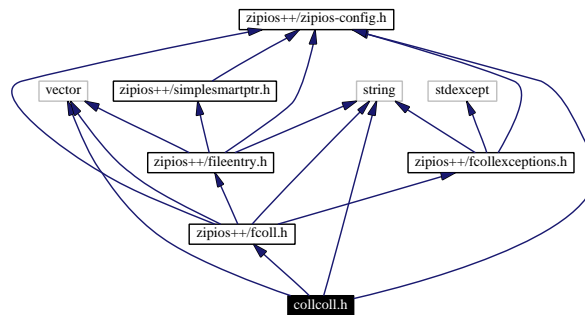 zipios++/zipios-config.h
vector
zipios++/simplesmartptr.h
string
stdexcept
zipios++/fileentry.h
zipios++/fcollexceptions.h
zipios++/fcoll.h
collcoll.h